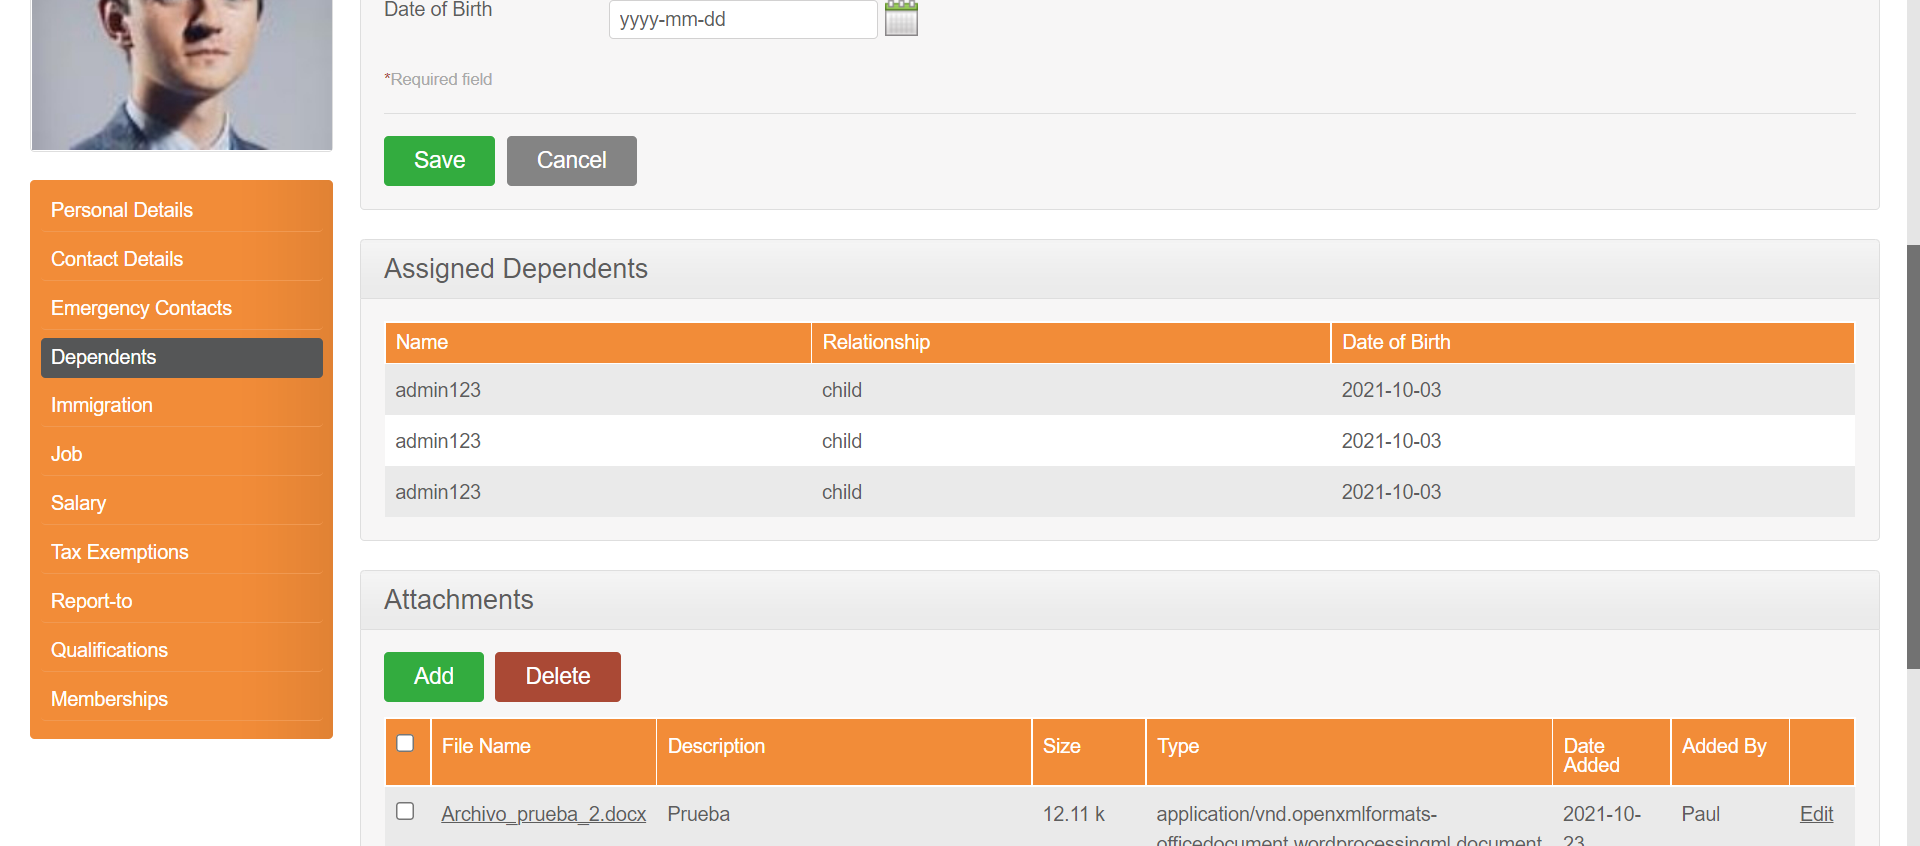 Date of Birth
yyyy-mm-dd
*Required field
Save
Cancel
Personal Details
Contact Details
Emergency Contacts
Dependents
Immigration
Job
Salary
Tax Exemptions
Report-to
Qualifications
Memberships
Assigned Dependents
Name Relationship Date of Birth
admin123 child 2021-10-03
admin123 child 2021-10-03
admin123 child 2021-10-03
Attachments
Add
Delete
File Name Description Size Type Date Added Added By
Archivo_prueba_2.docx Prueba 12.11 k application/vnd.openxmlformats- 2021-10- Paul Edit
officedocument.wordprocessingml.document 23